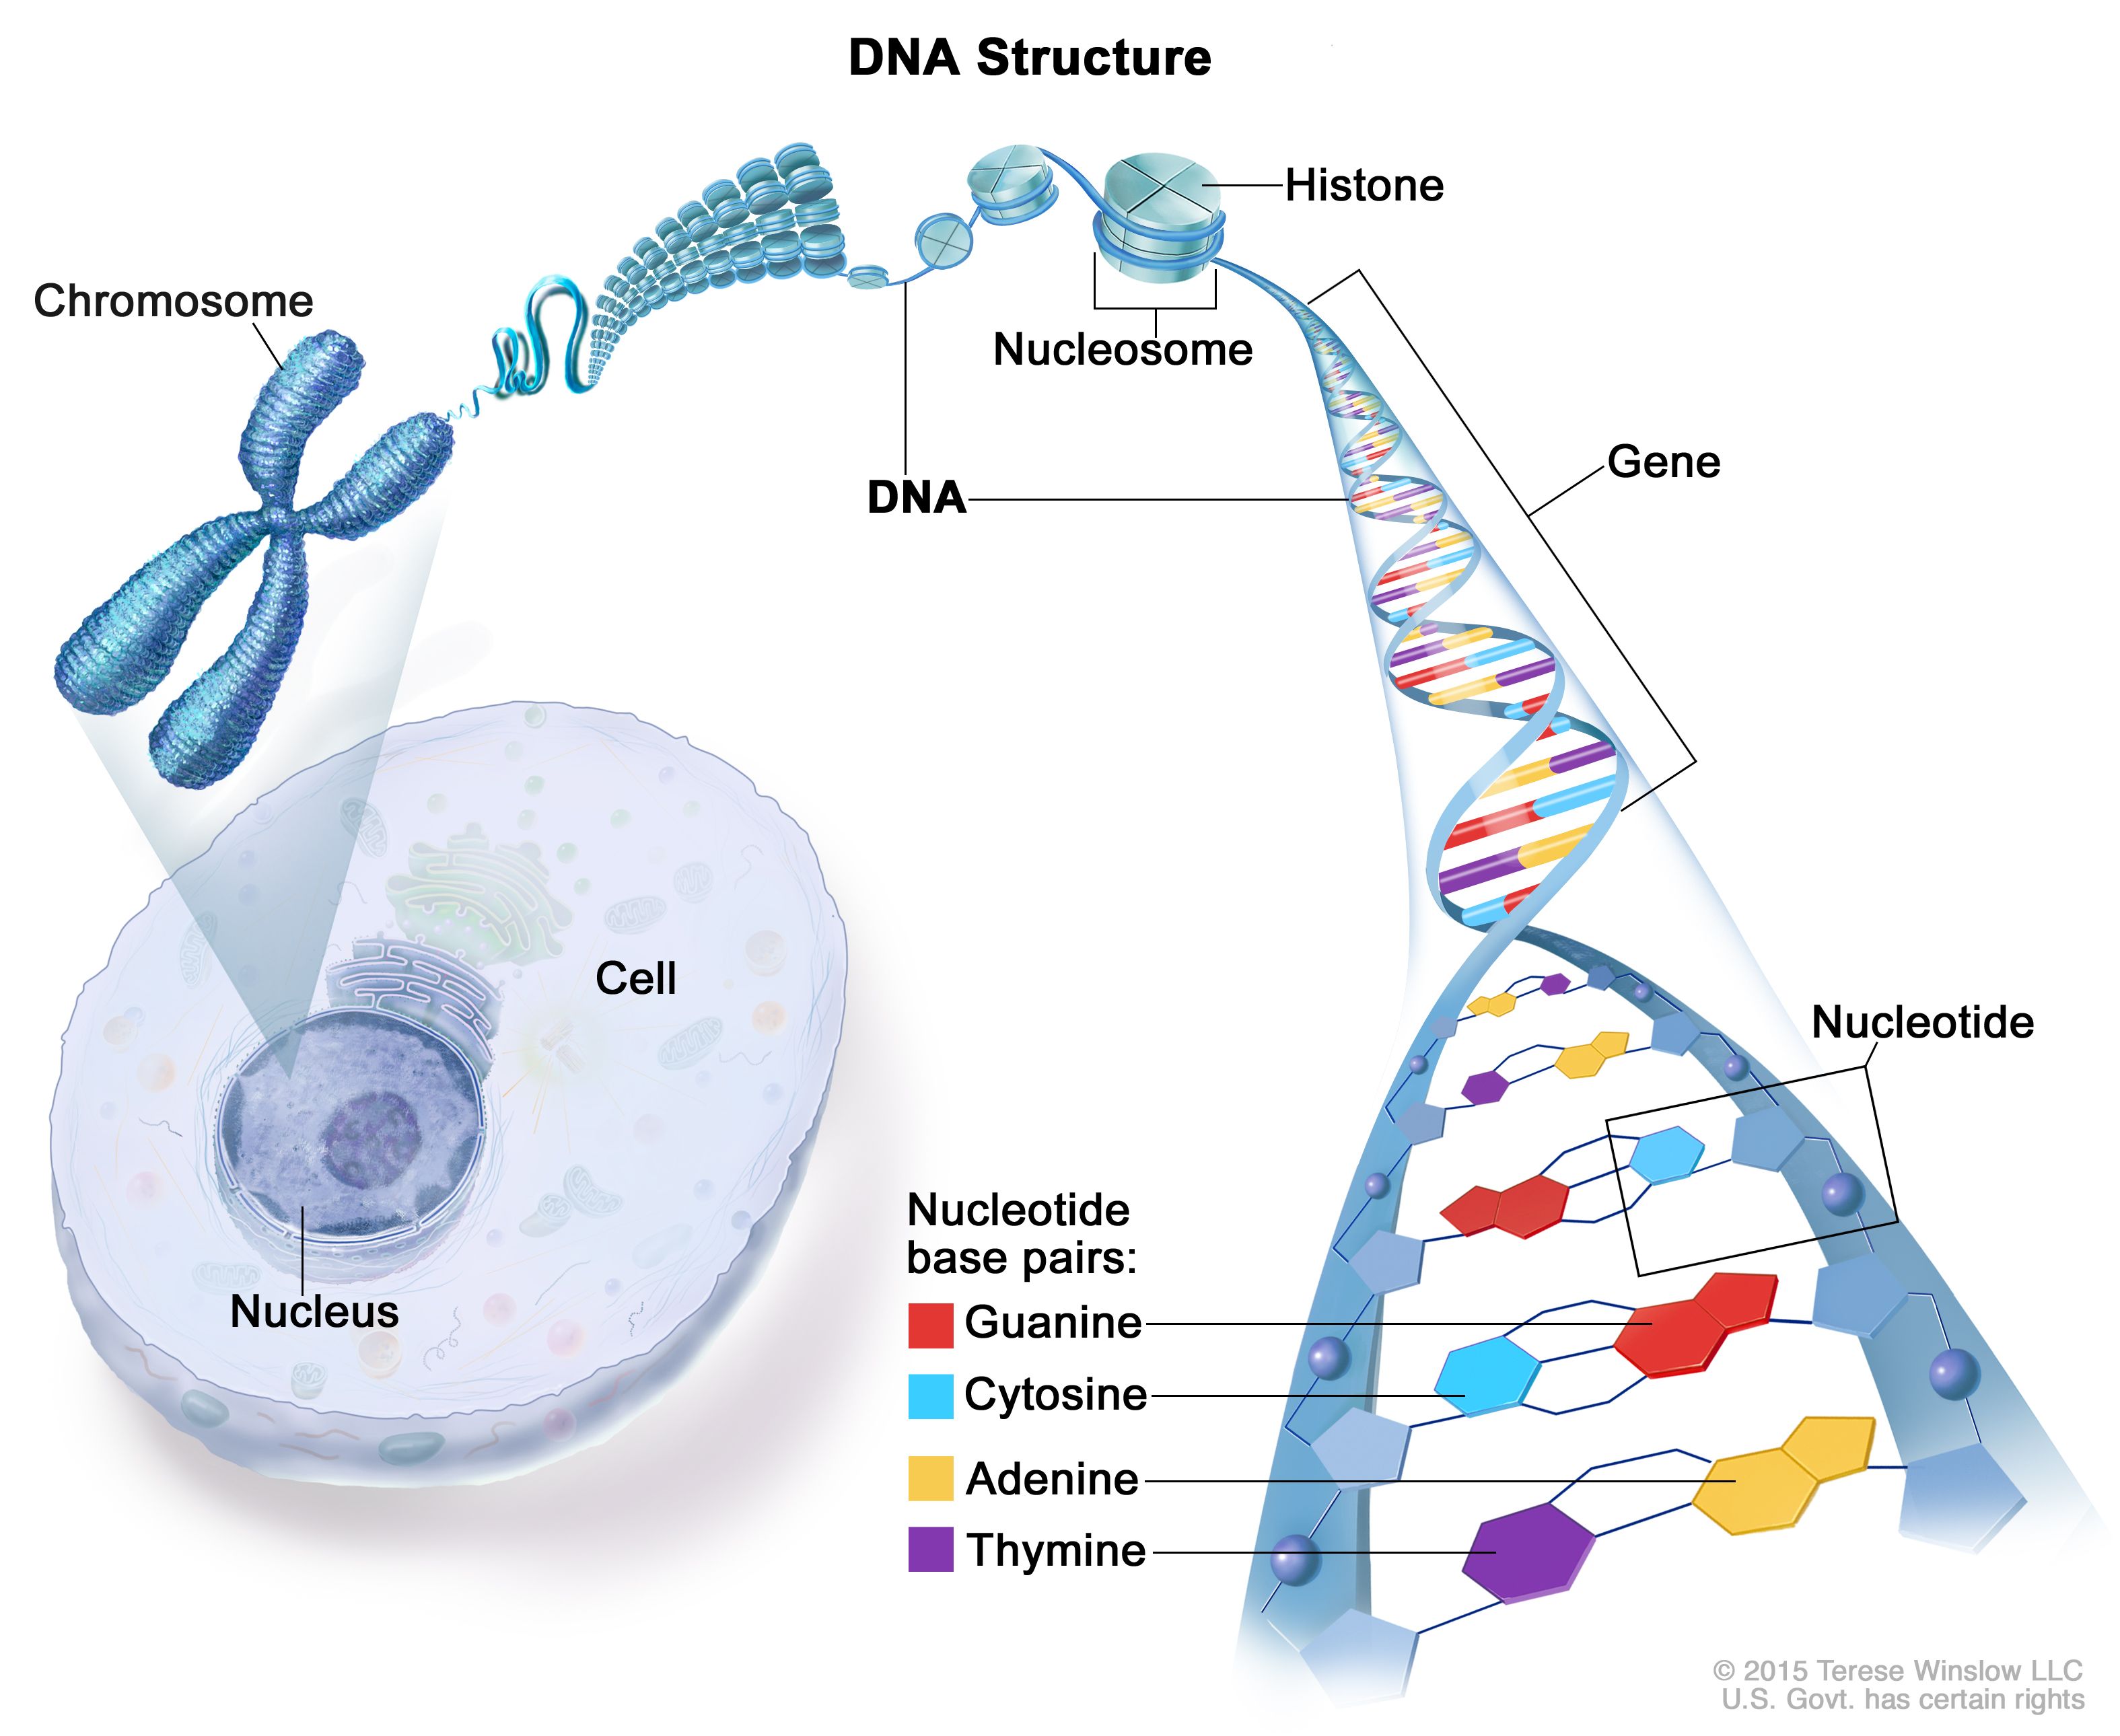 DNA Structure
Histone
Chromosome
Nucleosome
Gene
DNA
Cell
Nucleotide
Nucleus
Nucleotide
base pairs:
Guanine
Cytosine
Adenine
Thymine
© 2015 Terese Winslow LLC
U.S. Govt. has certain rights